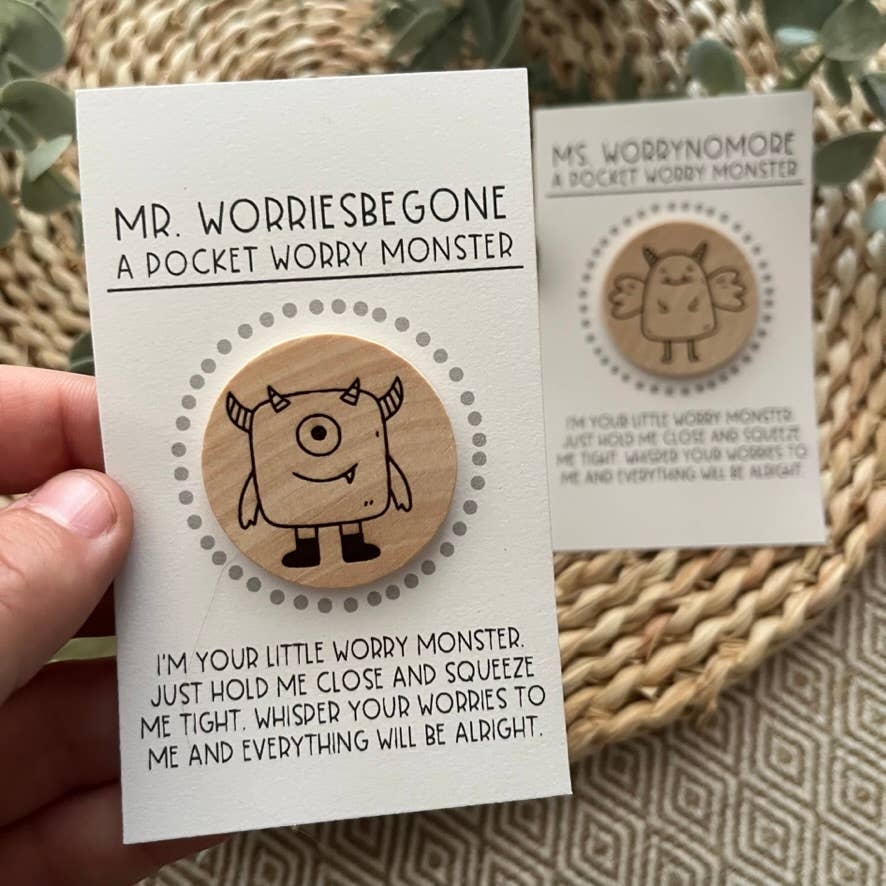 MR. WORRIESBEGONE
A POCKET WORRY MONSTER
I'M YOUR LITTLE WORRY MONSTER.
JUST HOLD ME CLOSE AND SQUEEZE
ME TIGHT. WHISPER YOUR WORRIES TO
ME AND EVERYTHING WILL BE ALRIGHT.
MS. WORRYNOMORE
A POCKET WORRY MONSTER
I'M YOUR LITTLE WORRY MONSTER.
JUST HOLD ME CLOSE AND SQUEEZE
ME TIGHT. WHISPER YOUR WORRIES TO
ME AND EVERYTHING WILL BE ALRIGHT.